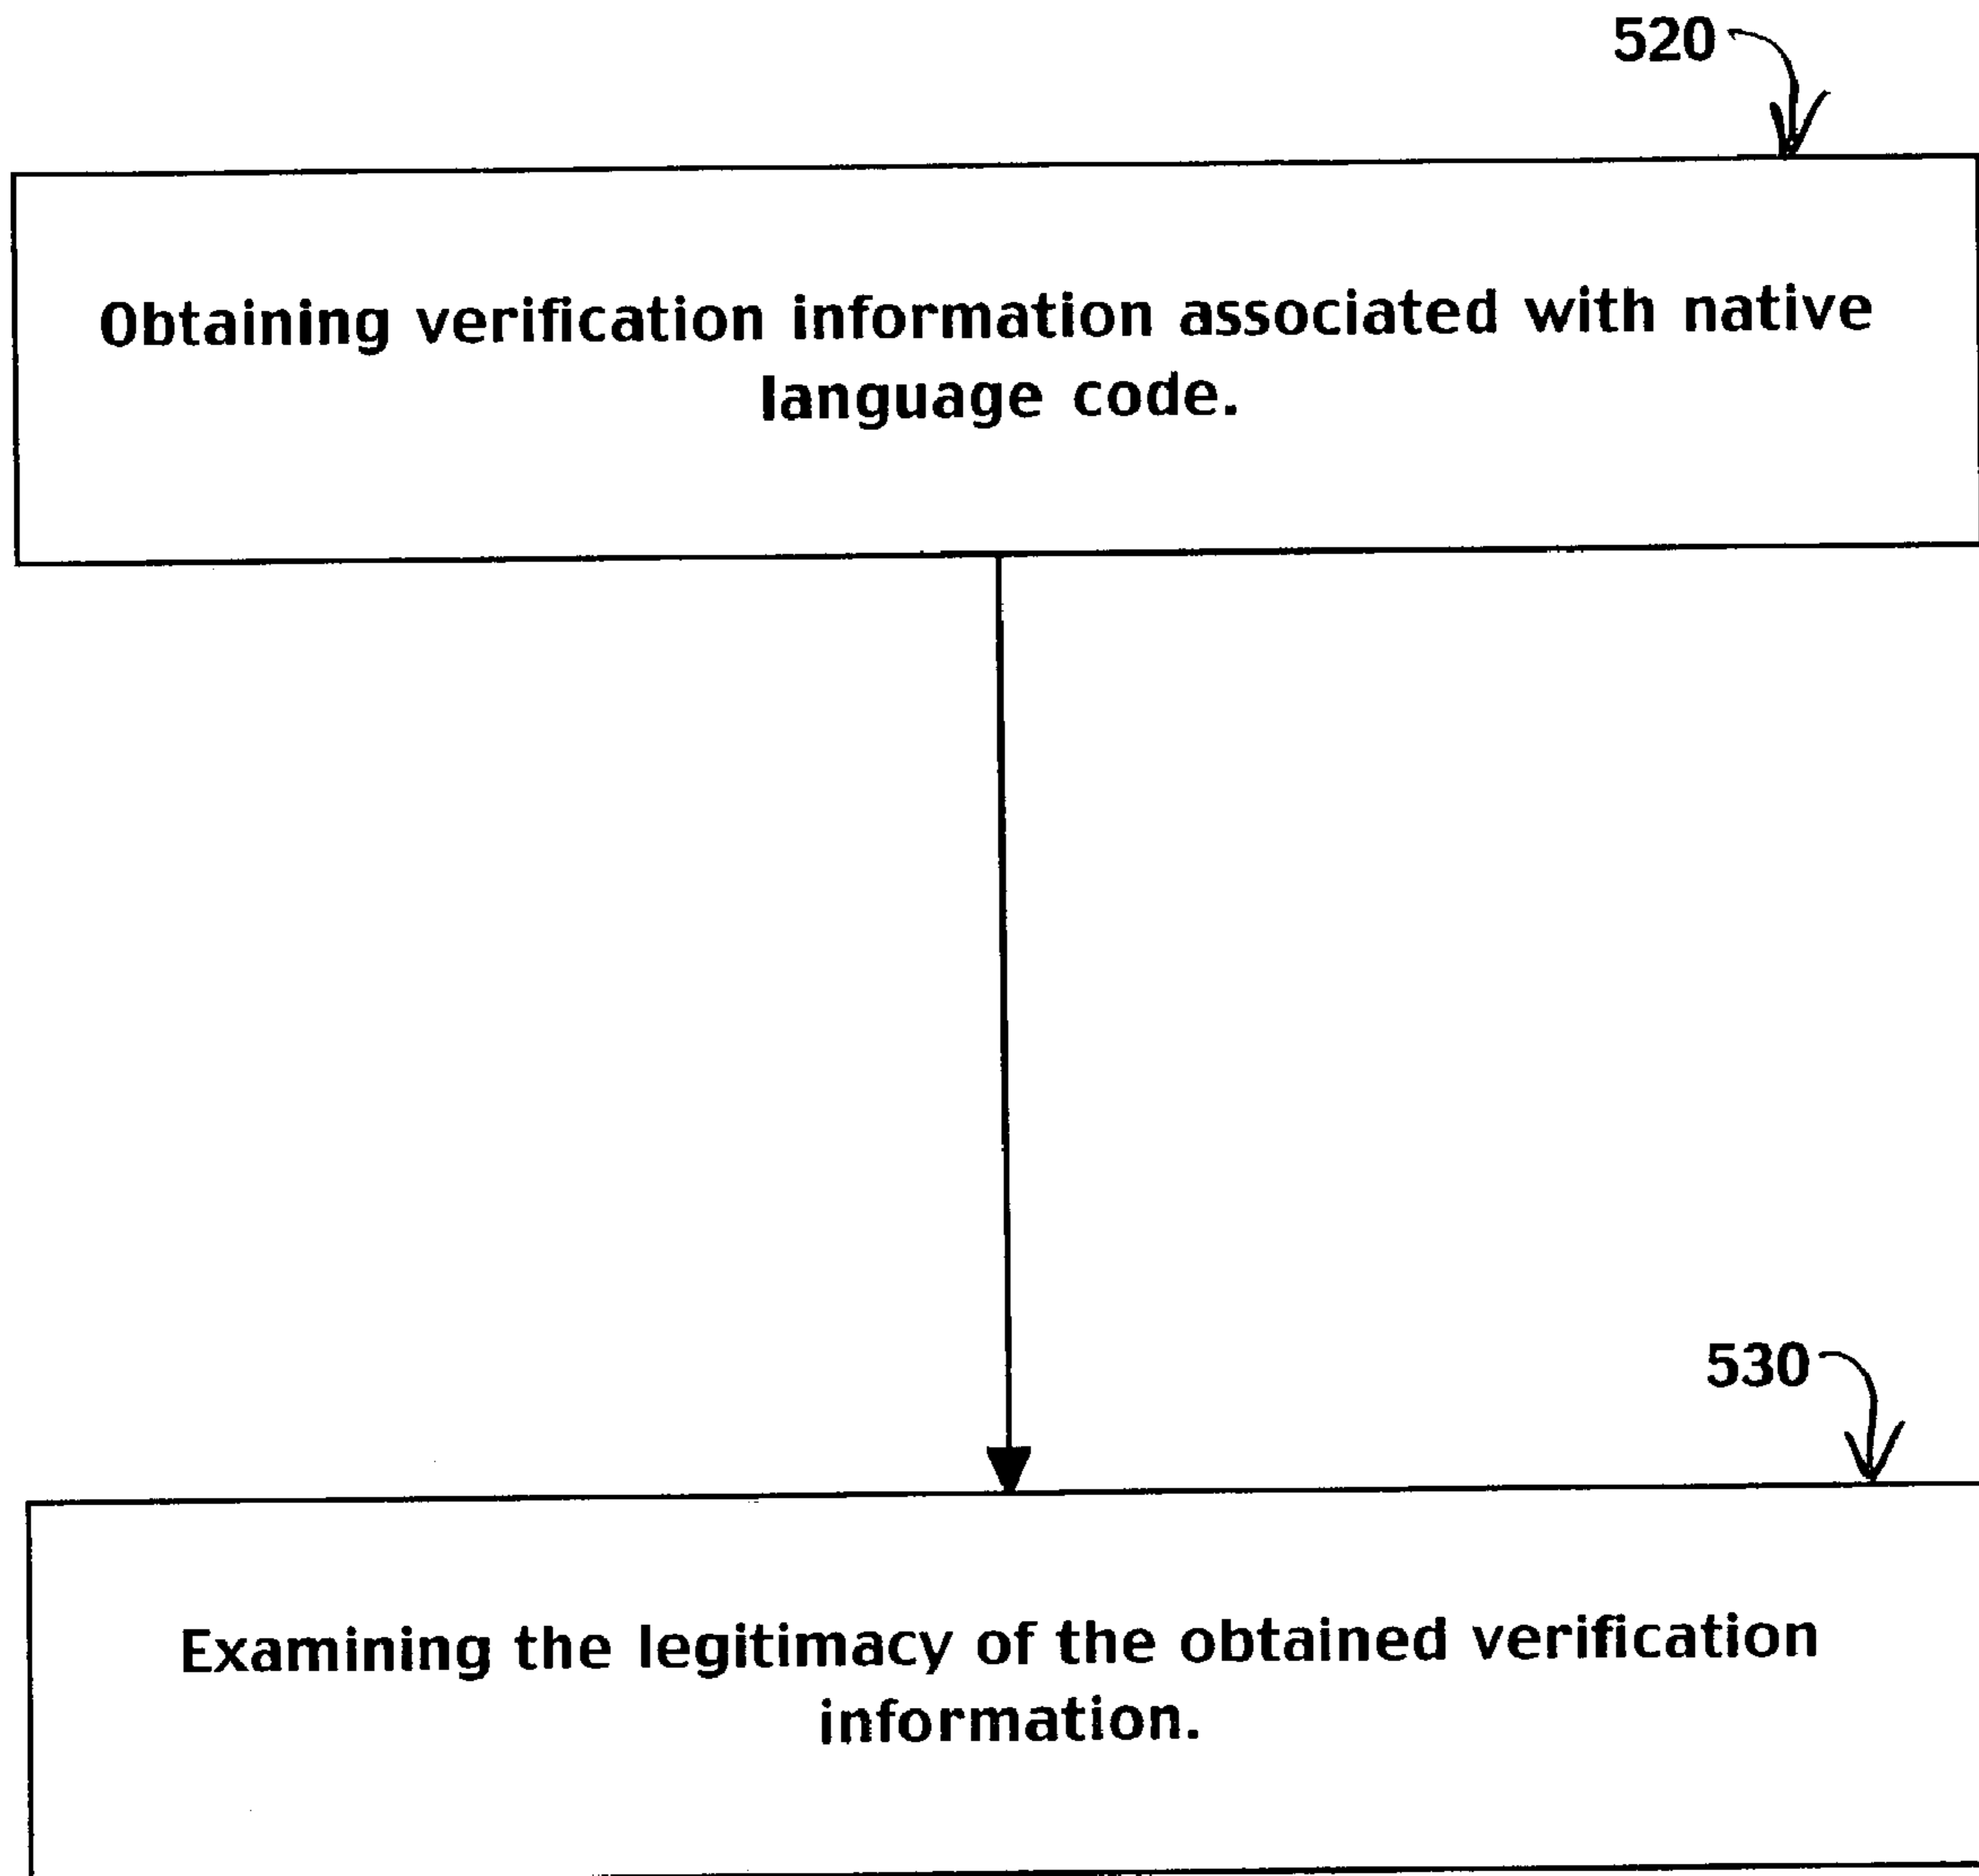 520
Obtaining verification information associated with native
language code.
530
Examining the legitimacy of the obtained verification
information.